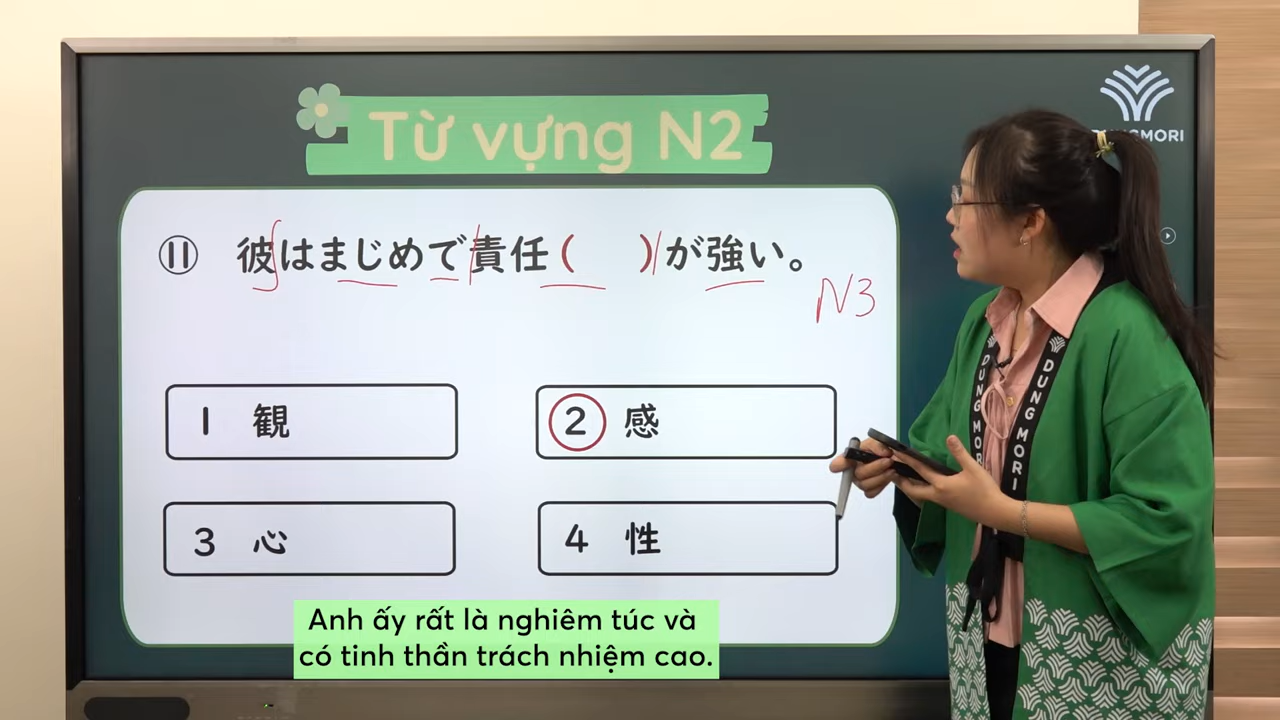 Từ vựng N2
DUNGMORI
⑪ 彼はまじめで責任( )が強い。
N3
1 観
② 感
3 心
4 性
DUNG MORI
DUNG MORI
Anh ấy rất là nghiêm túc và
có tinh thần trách nhiệm cao.